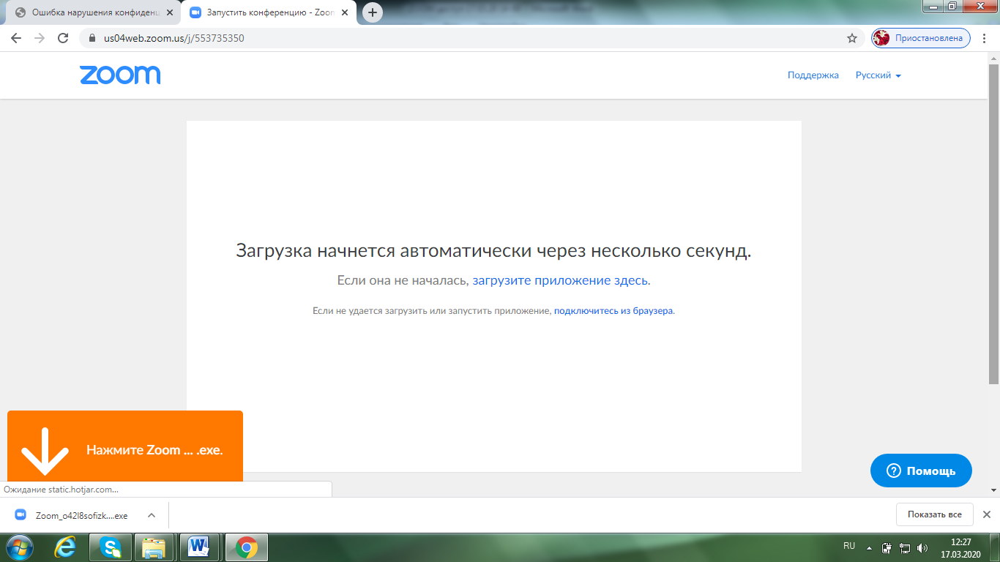 Ошибка нарушения конфиденц
Запустить конференцию - Zoom
us04web.zoom.us/j/553735350
Приостановлена
zoom
Поддержка
Русский
Загрузка начнется автоматически через несколько секунд.
Если она не началась, загрузите приложение здесь.
Если не удается загрузить или запустить приложение, подключитесь из браузера.
Нажмите Zoom ... .exe.
Помощь
Ожидание static.hotjar.com...
Zoom_o42l8sofizk....exe
Показать все
RU
12:27
17.03.2020